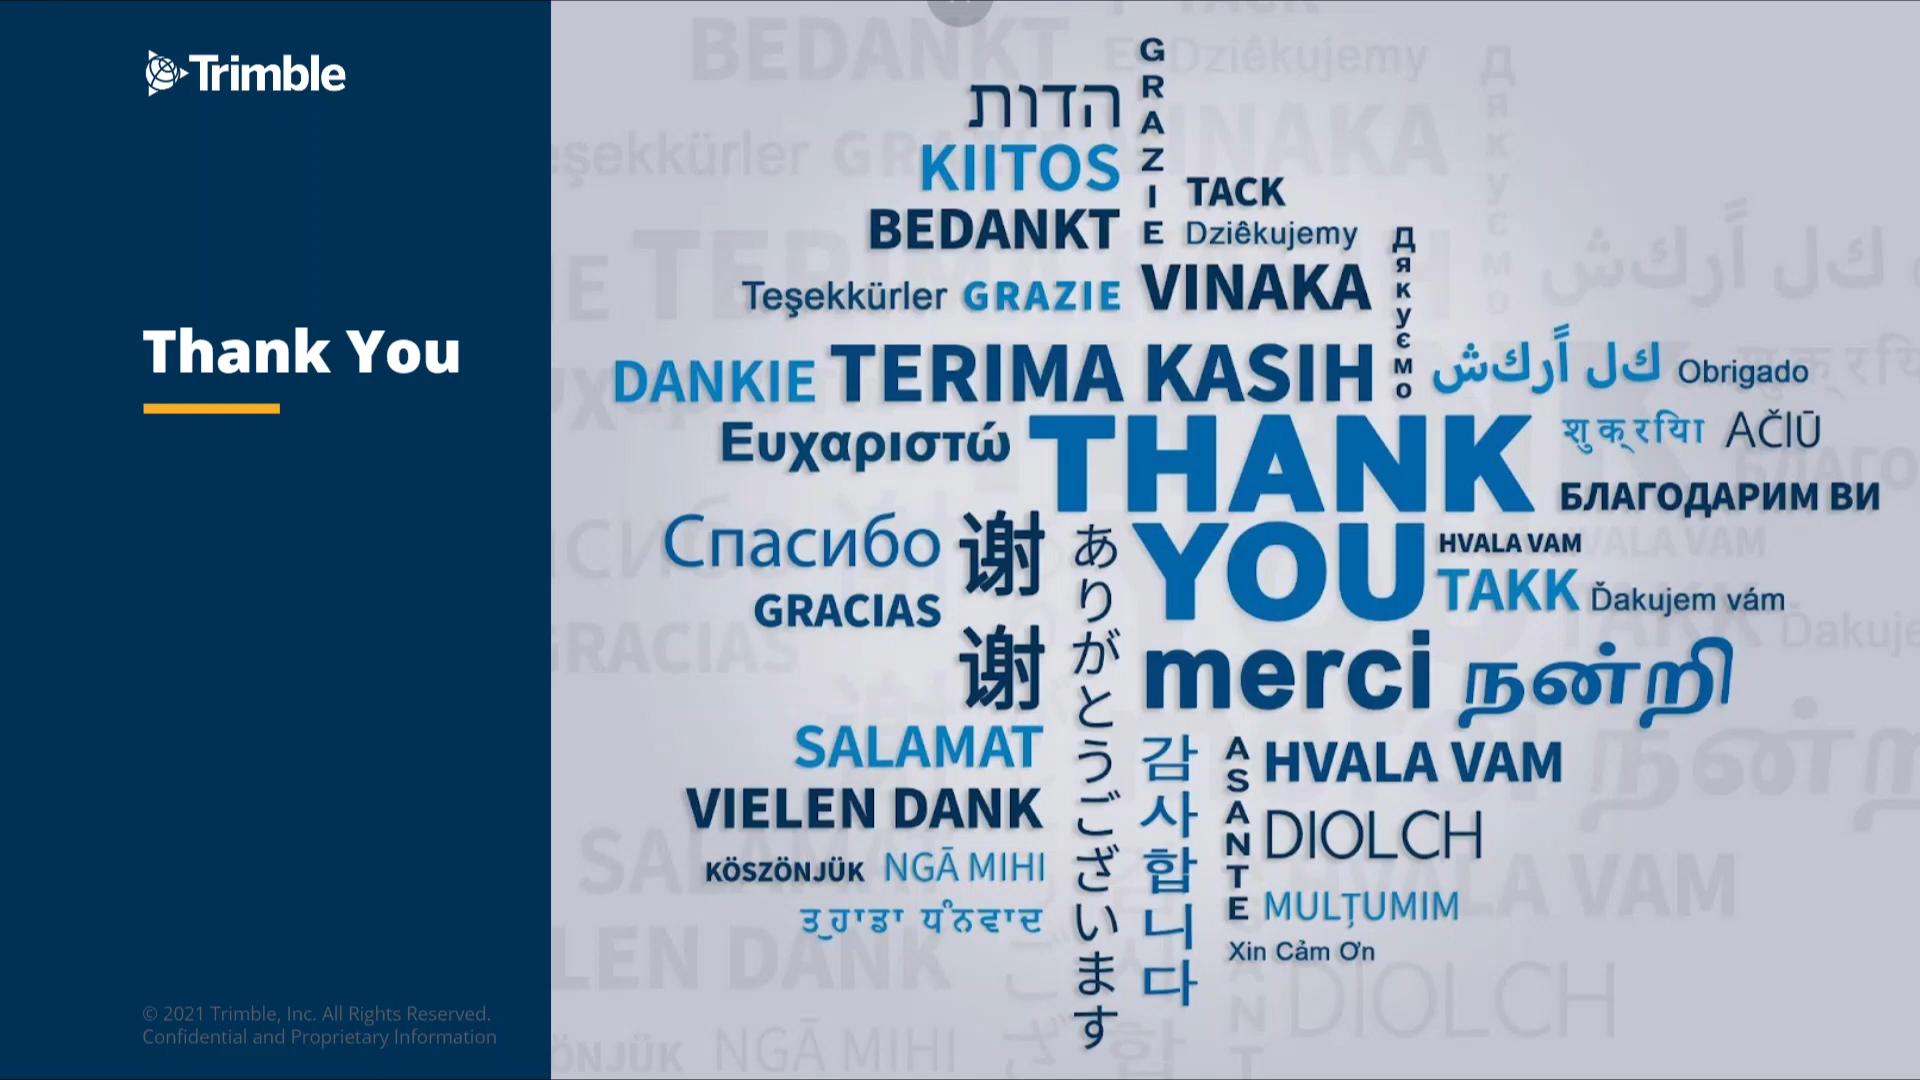 Trimble
Thank You
© 2021 Trimble, Inc. All Rights Reserved.
Confidential and Proprietary Information
GRAZIE
הדות
KIITOS
TACK
BEDANKT
Dziêkujemy
Дякуємо
Teşekkürler GRAZIE VINAKA
DANKIE TERIMA KASIH
كل اًركش
Obrigado
Ευχαριστώ THANK
शु क् रयिा
AČIŪ
БЛАГОДАРИМ ВИ
Спасибо
谢
谢
ありがとうございます
YOU
HVALA VAM
TAKK Ďakujem vám
GRACIAS
merci நன்றி
SALAMAT
감사합니다
ASANTE
HVALA VAM
VIELEN DANK
DIOLCH
KÖSZÖNJÜK NGĀ MIHI
MULȚUMIM
ਤੁਹਾਡਾ ਧੰਨਵਾਦ
Xin Cảm Ơn